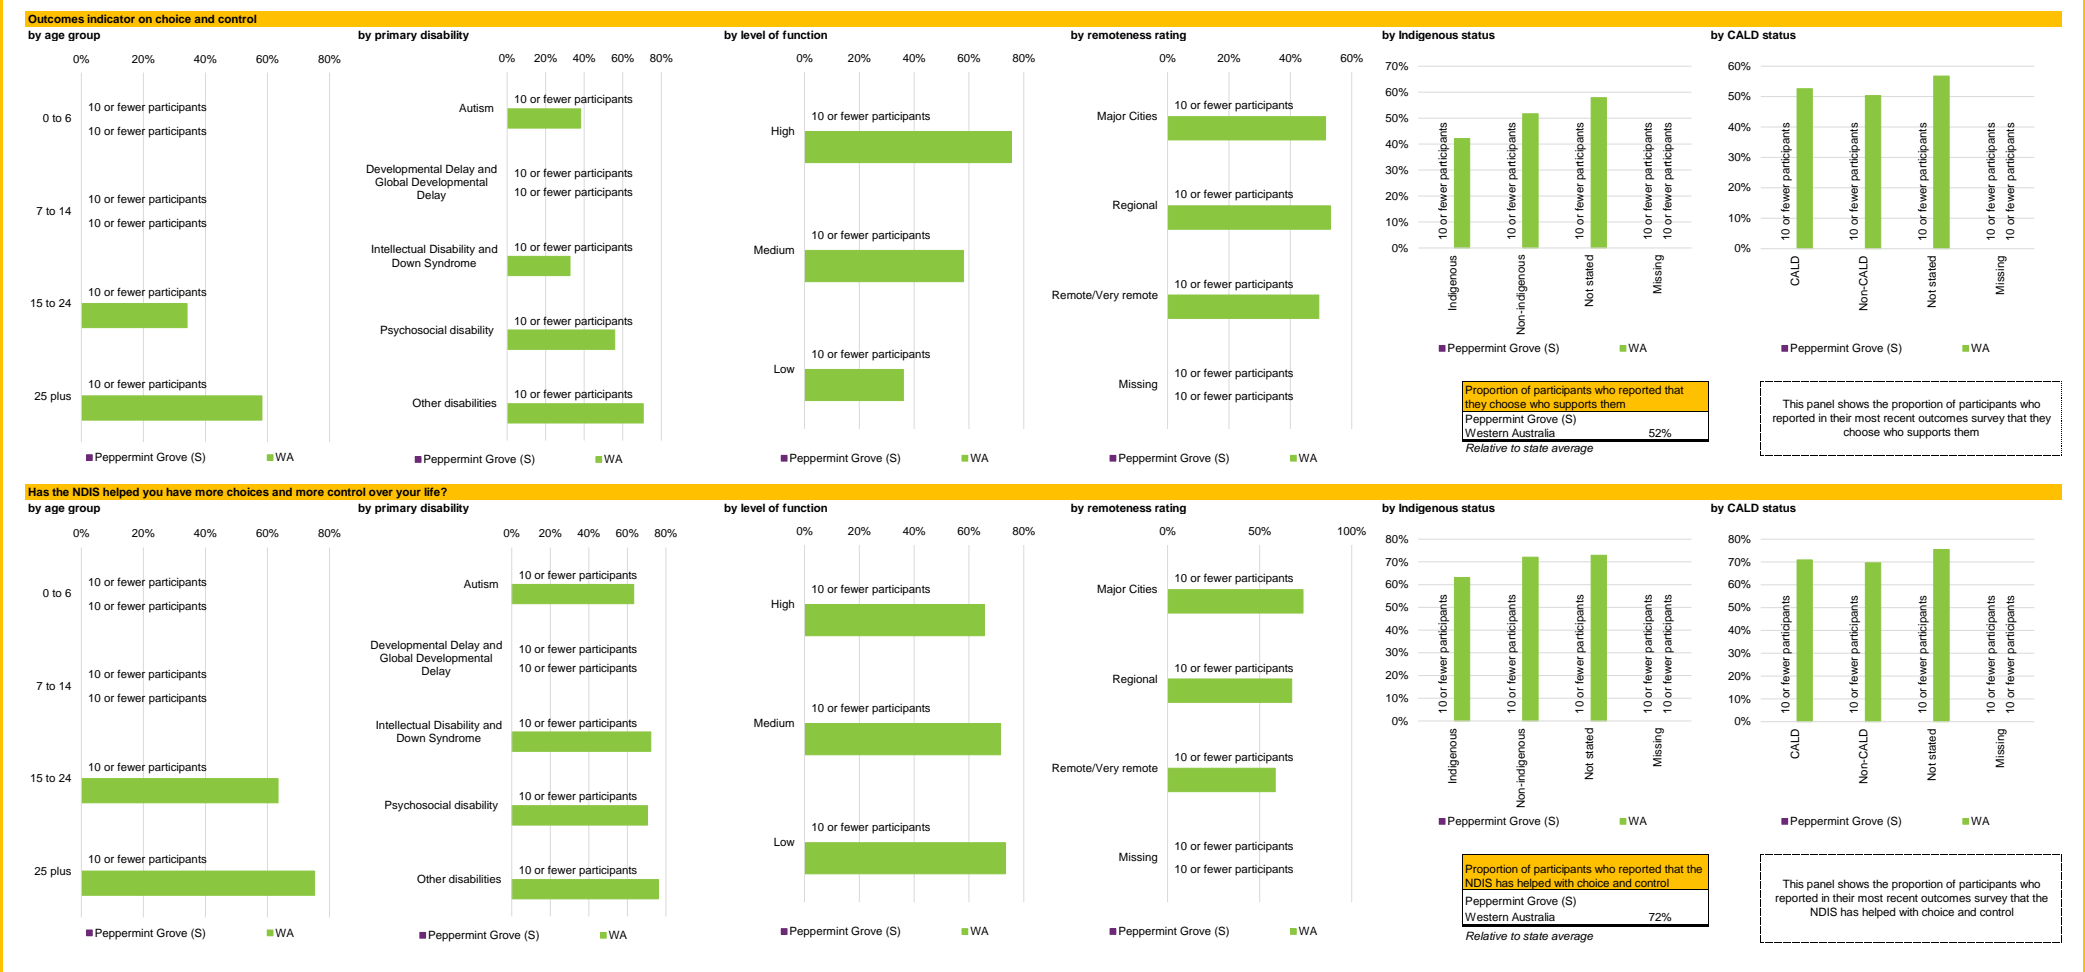 Outcomes indicator on choice and control
by age group
0% 20% 40% 60% 80%
0 to 6
10 or fewer participants
10 or fewer participants
7 to 14
10 or fewer participants
10 or fewer participants
15 to 24
10 or fewer participants
25 plus
10 or fewer participants
Peppermint Grove (S) WA
by primary disability
0% 20% 40% 60% 80%
Autism
10 or fewer participants
Developmental Delay and
Global Developmental
Delay
10 or fewer participants
10 or fewer participants
Intellectual Disability and
Down Syndrome
10 or fewer participants
Psychosocial disability
10 or fewer participants
Other disabilities
10 or fewer participants
Peppermint Grove (S) WA
by level of function
0% 20% 40% 60% 80%
High
10 or fewer participants
Medium
10 or fewer participants
Low
10 or fewer participants
Peppermint Grove (S) WA
by remoteness rating
0% 20% 40% 60%
Major Cities
10 or fewer participants
Regional
10 or fewer participants
Remote/Very remote
10 or fewer participants
Missing
10 or fewer participants
10 or fewer participants
Peppermint Grove (S) WA
by Indigenous status
70%
60%
50%
40%
30%
20%
10%
0%
10 or fewer participants
10 or fewer participants
10 or fewer participants
10 or fewer participants
10 or fewer participants
Indigenous
Non-indigenous
Not stated
Missing
Peppermint Grove (S) WA
Proportion of participants who reported that
they choose who supports them
Peppermint Grove (S)
Western Australia 52%
Relative to state average
by CALD status
60%
50%
40%
30%
20%
10%
0%
10 or fewer participants
10 or fewer participants
10 or fewer participants
10 or fewer participants
10 or fewer participants
CALD
Non-CALD
Not stated
Missing
Peppermint Grove (S) WA
This panel shows the proportion of participants who
reported in their most recent outcomes survey that they
choose who supports them
Has the NDIS helped you have more choices and more control over your life?
by age group
0% 20% 40% 60% 80%
0 to 6
10 or fewer participants
10 or fewer participants
7 to 14
10 or fewer participants
10 or fewer participants
15 to 24
10 or fewer participants
25 plus
10 or fewer participants
Peppermint Grove (S) WA
by primary disability
0% 20% 40% 60% 80%
Autism
10 or fewer participants
Developmental Delay and
Global Developmental
Delay
10 or fewer participants
10 or fewer participants
Intellectual Disability and
Down Syndrome
10 or fewer participants
Psychosocial disability
10 or fewer participants
Other disabilities
10 or fewer participants
Peppermint Grove (S) WA
by level of function
0% 20% 40% 60% 80%
High
10 or fewer participants
Medium
10 or fewer participants
Low
10 or fewer participants
Peppermint Grove (S) WA
by remoteness rating
0% 50% 100%
Major Cities
10 or fewer participants
Regional
10 or fewer participants
Remote/Very remote
10 or fewer participants
Missing
10 or fewer participants
10 or fewer participants
Peppermint Grove (S) WA
by Indigenous status
80%
70%
60%
50%
40%
30%
20%
10%
0%
10 or fewer participants
10 or fewer participants
10 or fewer participants
10 or fewer participants
10 or fewer participants
Indigenous
Non-indigenous
Not stated
Missing
Peppermint Grove (S) WA
Proportion of participants who reported that the
NDIS has helped with choice and control
Peppermint Grove (S)
Western Australia 72%
Relative to state average
by CALD status
80%
70%
60%
50%
40%
30%
20%
10%
0%
10 or fewer participants
10 or fewer participants
10 or fewer participants
10 or fewer participants
10 or fewer participants
CALD
Non-CALD
Not stated
Missing
Peppermint Grove (S) WA
This panel shows the proportion of participants who
reported in their most recent outcomes survey that the
NDIS has helped with choice and control